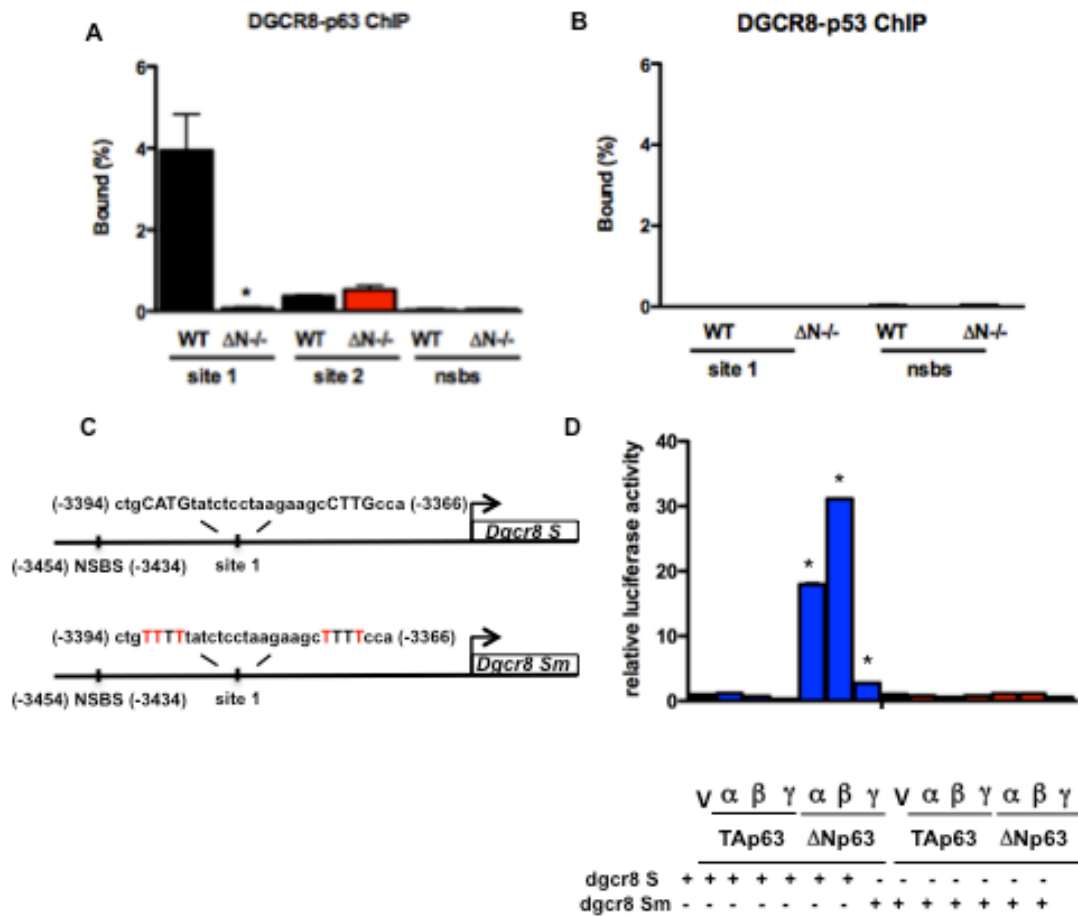 A
DGCR8-p63 ChIP
Bound (%)
6
4
2
0
*
WT ΔN-/- WT ΔN-/- WT ΔN-/-
site 1 site 2 nsbs
B
DGCR8-p53 ChIP
Bound (%)
6
4
2
0
WT ΔN-/- WT ΔN-/-
site 1 nsbs
C
(-3394) ctgCATGtatctcctaagaagcCTTGcca (-3366)
Dgcr8 S
(-3454) NSBS (-3434) site 1
(-3394) ctgTTTTtatctcctaagaagcTTTTcca (-3366)
Dgcr8 Sm
(-3454) NSBS (-3434) site 1
D
relative luciferase activity
40
30
20
10
0
* * *
V α β γ α β γ V α β γ α β γ
TAp63 ΔNp63 TAp63 ΔNp63
dgcr8 S + + + + + + + - - - - - - -
dgcr8 Sm - - - - - - - + + + + + + +